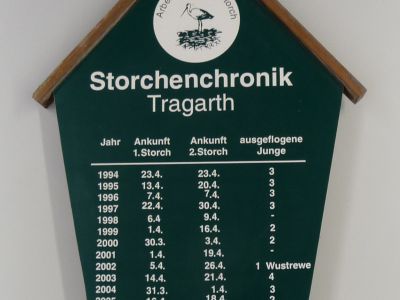 Storch
Storchenchronik
Tragarth
Jahr Ankunft Ankunft ausgeflogene
1.Storch 2.Storch Junge
1994 23.4. 23.4. 3
1995 13.4. 20.4. 3
1996 7.4. 7.4. 3
1997 22.4. 30.4. 3
1998 6.4 9.4. -
1999 1.4. 16.4. 2
2000 30.3. 3.4. 2
2001 1.4. 19.4. -
2002 5.4. 26.4. 1 Wustrewe
2003 14.4. 21.4. 4
2004 31.3. 1.4. 3